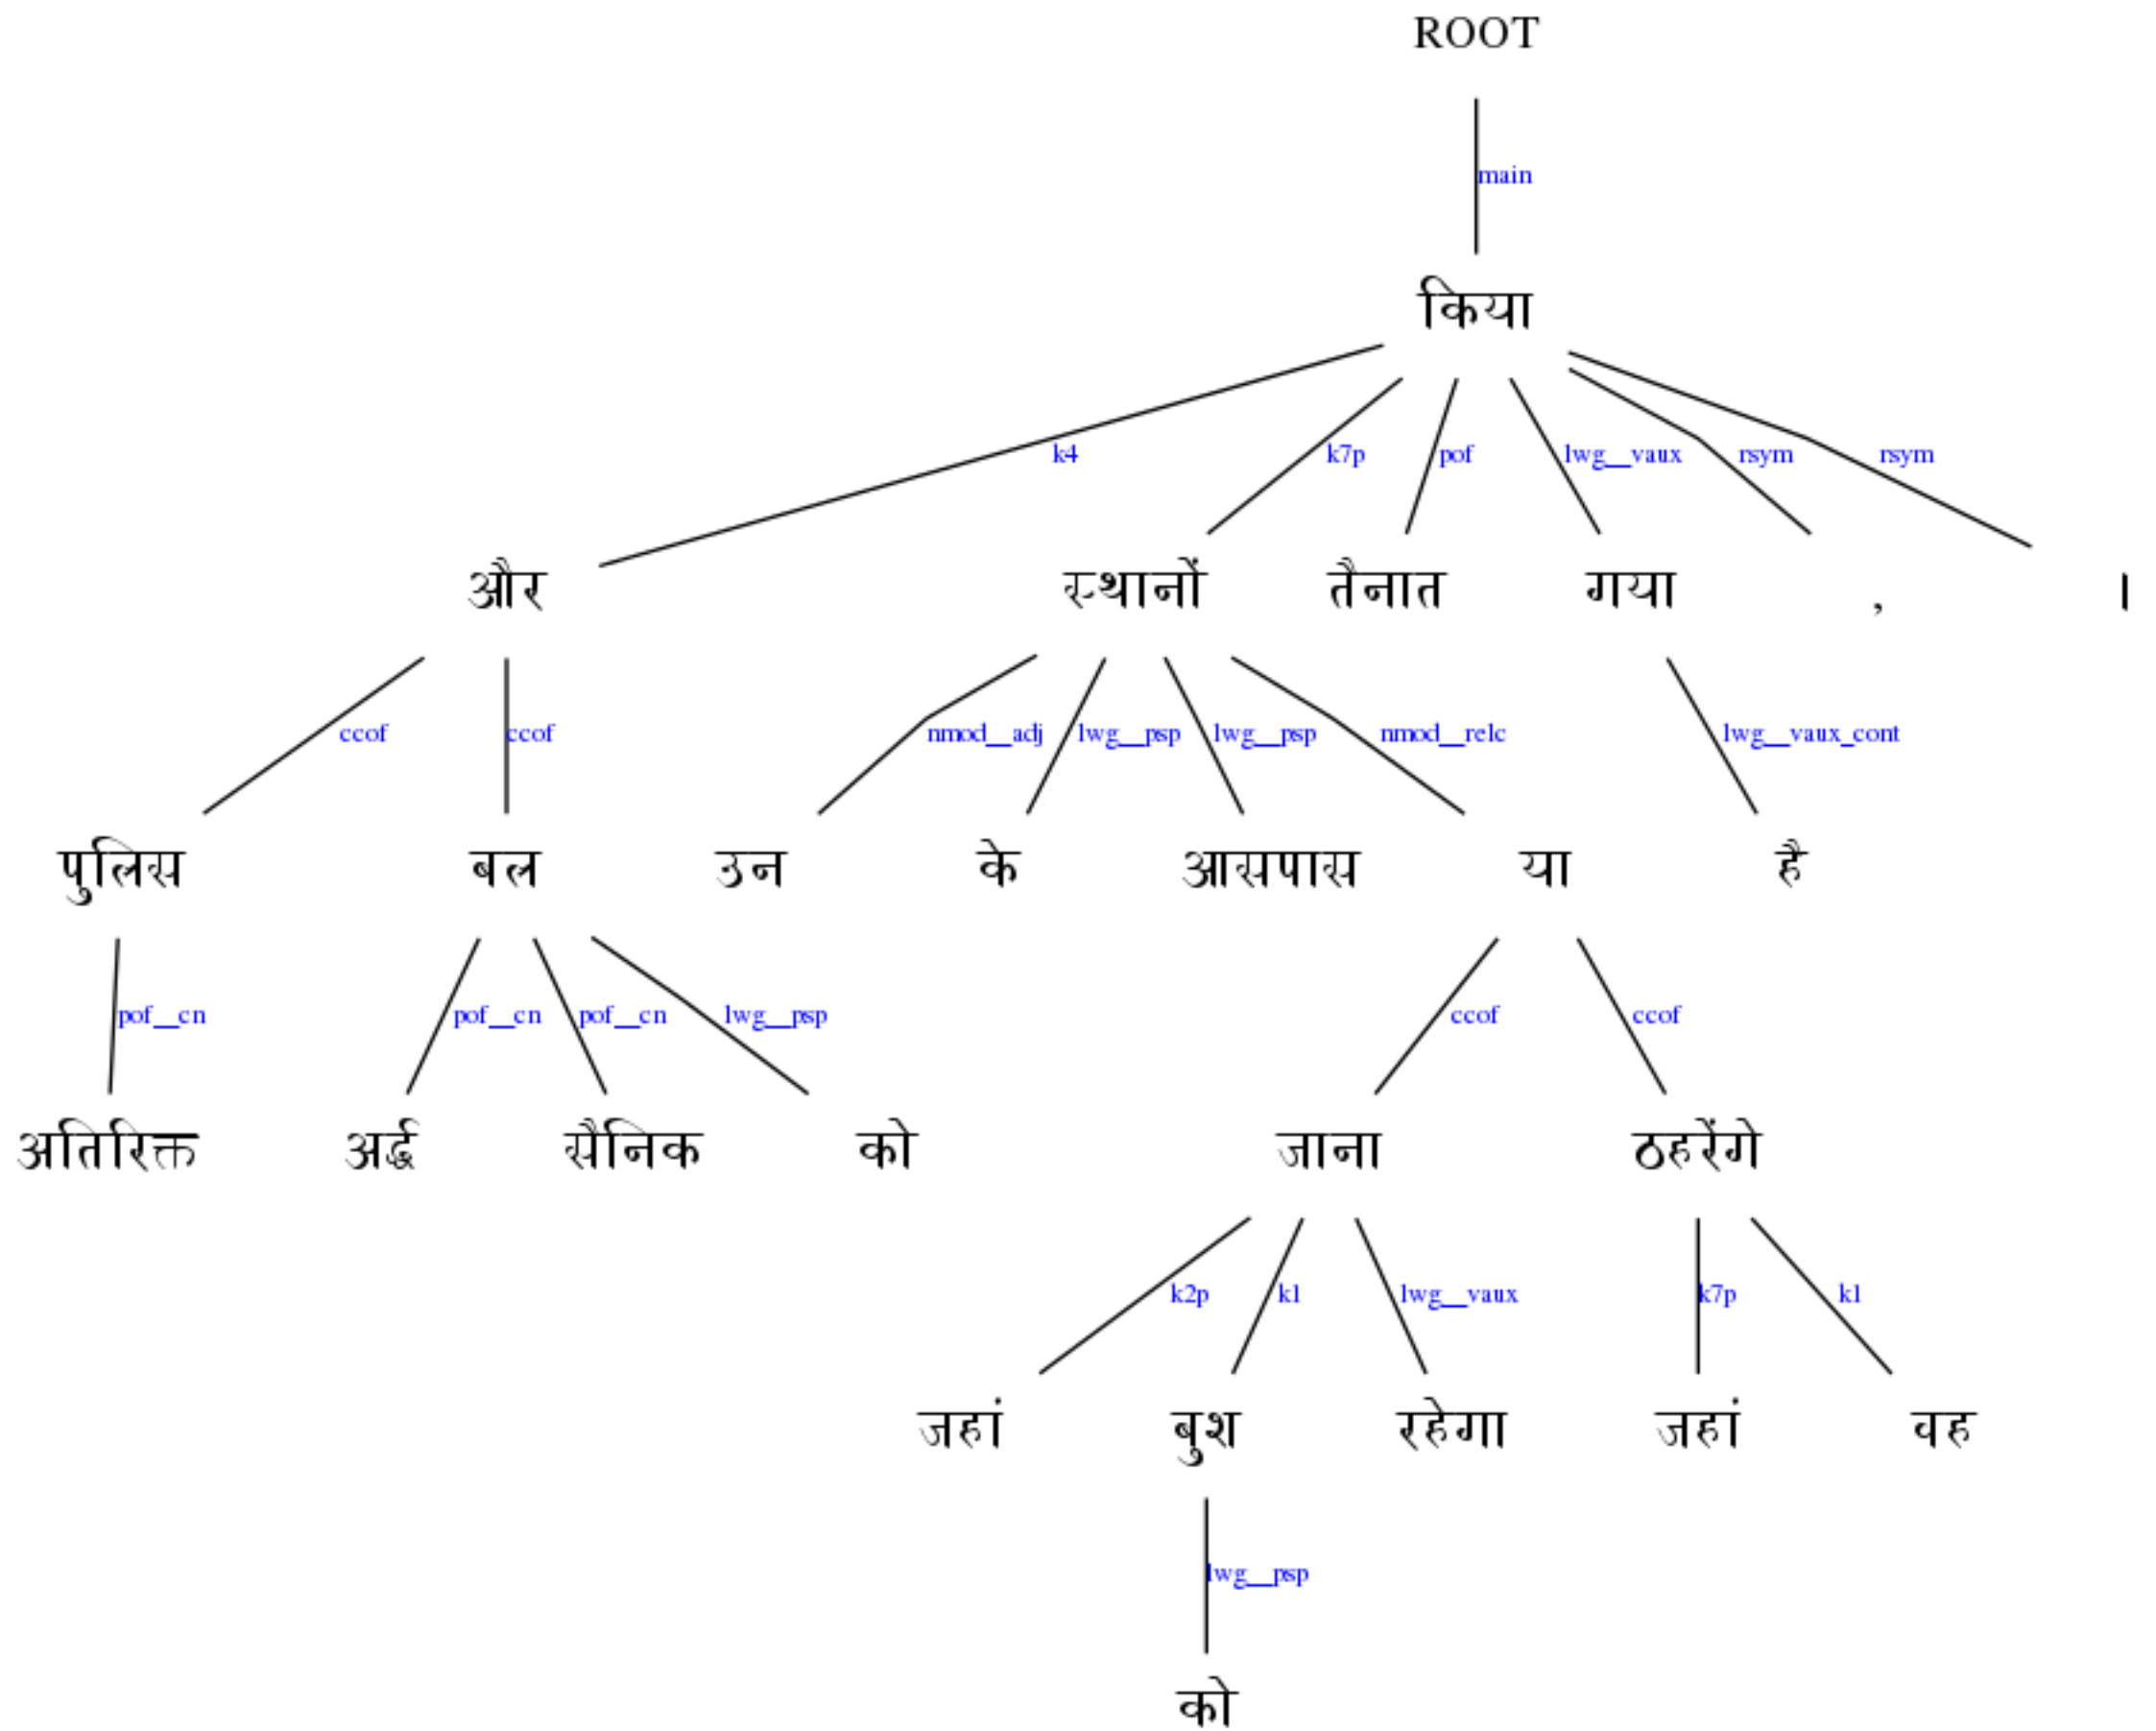 ROOT
main
किया
k4 k7p pof lwg__vaux rsym rsym
और स्थानों तैनात गया , ।
ccof ccof nmod__adj lwg__psp lwg__psp nmod__relc lwg__vaux_cont
पुलिस बल उन के आसपास या है
pof__cn pof__cn pof__cn lwg__psp ccof ccof
अतिरिक्त अर्द्ध सैनिक को जाना ठहरेंगे
k2p k1 lwg__vaux k7p k1
जहां बुश रहेगा जहां वह
lwg__psp
को